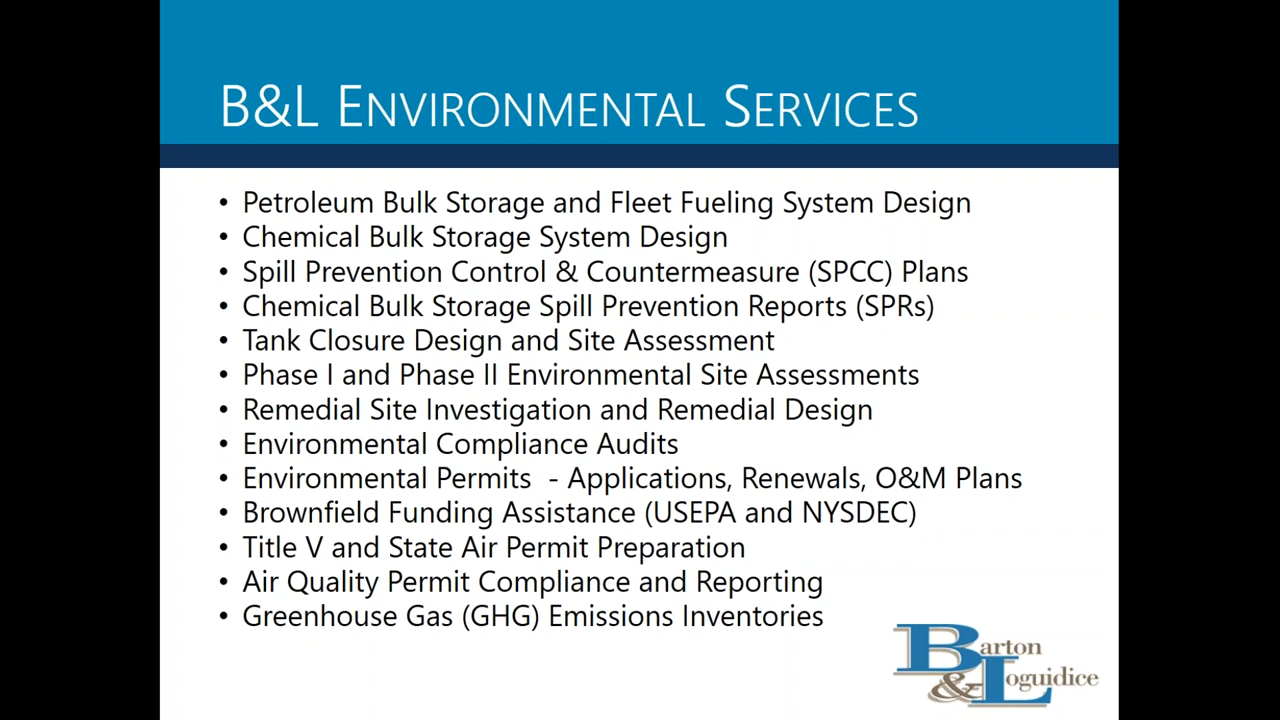 B&L Environmental Services
• Petroleum Bulk Storage and Fleet Fueling System Design
• Chemical Bulk Storage System Design
• Spill Prevention Control & Countermeasure (SPCC) Plans
• Chemical Bulk Storage Spill Prevention Reports (SPRs)
• Tank Closure Design and Site Assessment
• Phase I and Phase II Environmental Site Assessments
• Remedial Site Investigation and Remedial Design
• Environmental Compliance Audits
• Environmental Permits  - Applications, Renewals, O&M Plans
• Brownfield Funding Assistance (USEPA and NYSDEC)
• Title V and State Air Permit Preparation
• Air Quality Permit Compliance and Reporting
• Greenhouse Gas (GHG) Emissions Inventories
Barton
& Loguidice